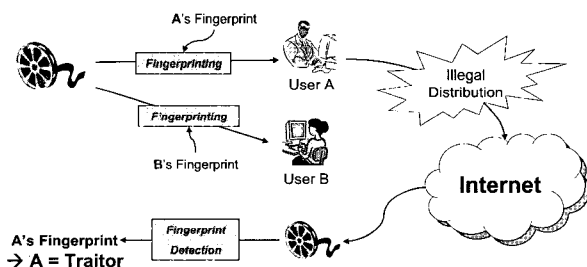 A's Fingerprint
Fingerprinting
User A
Illegal
Distribution
Fingerprinting
B's Fingerprint
User B
Internet
Fingerprint
Detection
A's Fingerprint
→ A = Traitor